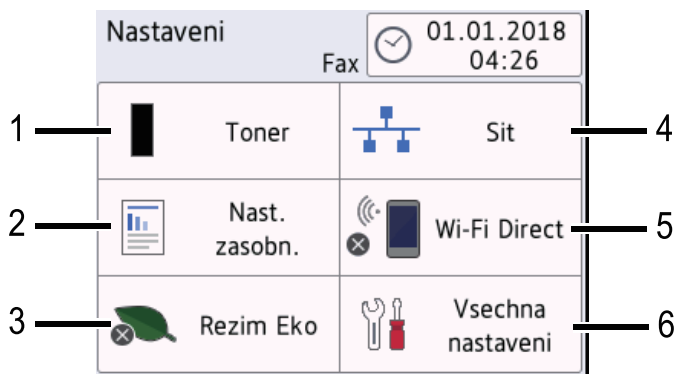 Nastaveni
Fax
01.01.2018
04:26
1
Toner
4
Sit
2
Nast.
zasobn.
5
Wi-Fi Direct
3
Rezim Eko
6
Vsechna
nastaveni